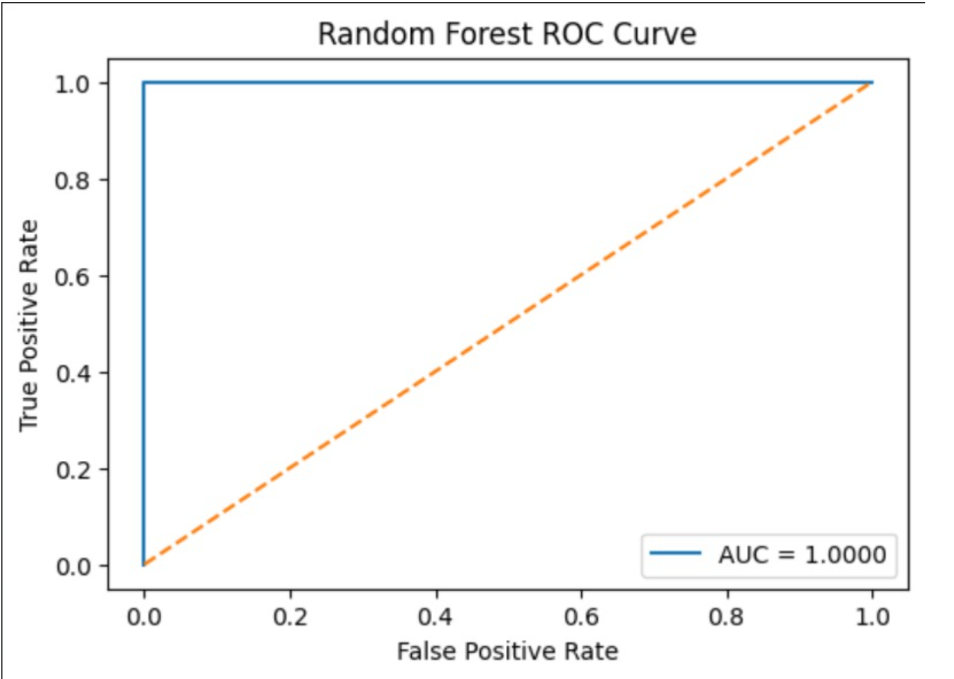 Random Forest ROC Curve
1.0
0.8
0.6
0.4
0.2
0.0
True Positive Rate
AUC = 1.0000
0.0 0.2 0.4 0.6 0.8 1.0
False Positive Rate